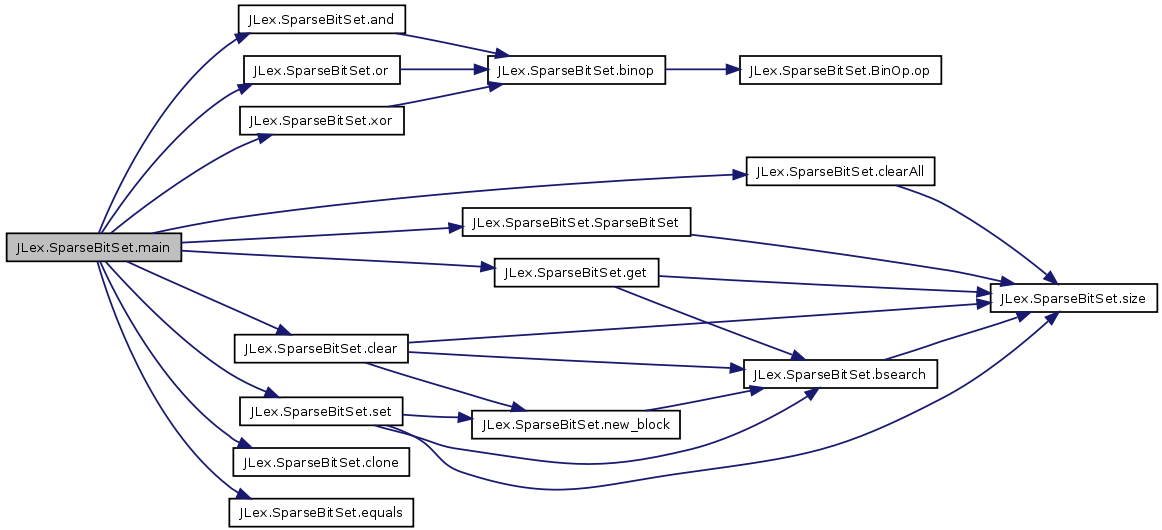 JLex.SparseBitSet.and
JLex.SparseBitSet.or
JLex.SparseBitSet.binop
JLex.SparseBitSet.BinOp.op
JLex.SparseBitSet.xor
JLex.SparseBitSet.clearAll
JLex.SparseBitSet.SparseBitSet
JLex.SparseBitSet.main
JLex.SparseBitSet.get
JLex.SparseBitSet.size
JLex.SparseBitSet.clear
JLex.SparseBitSet.bsearch
JLex.SparseBitSet.set
JLex.SparseBitSet.new_block
JLex.SparseBitSet.clone
JLex.SparseBitSet.equals